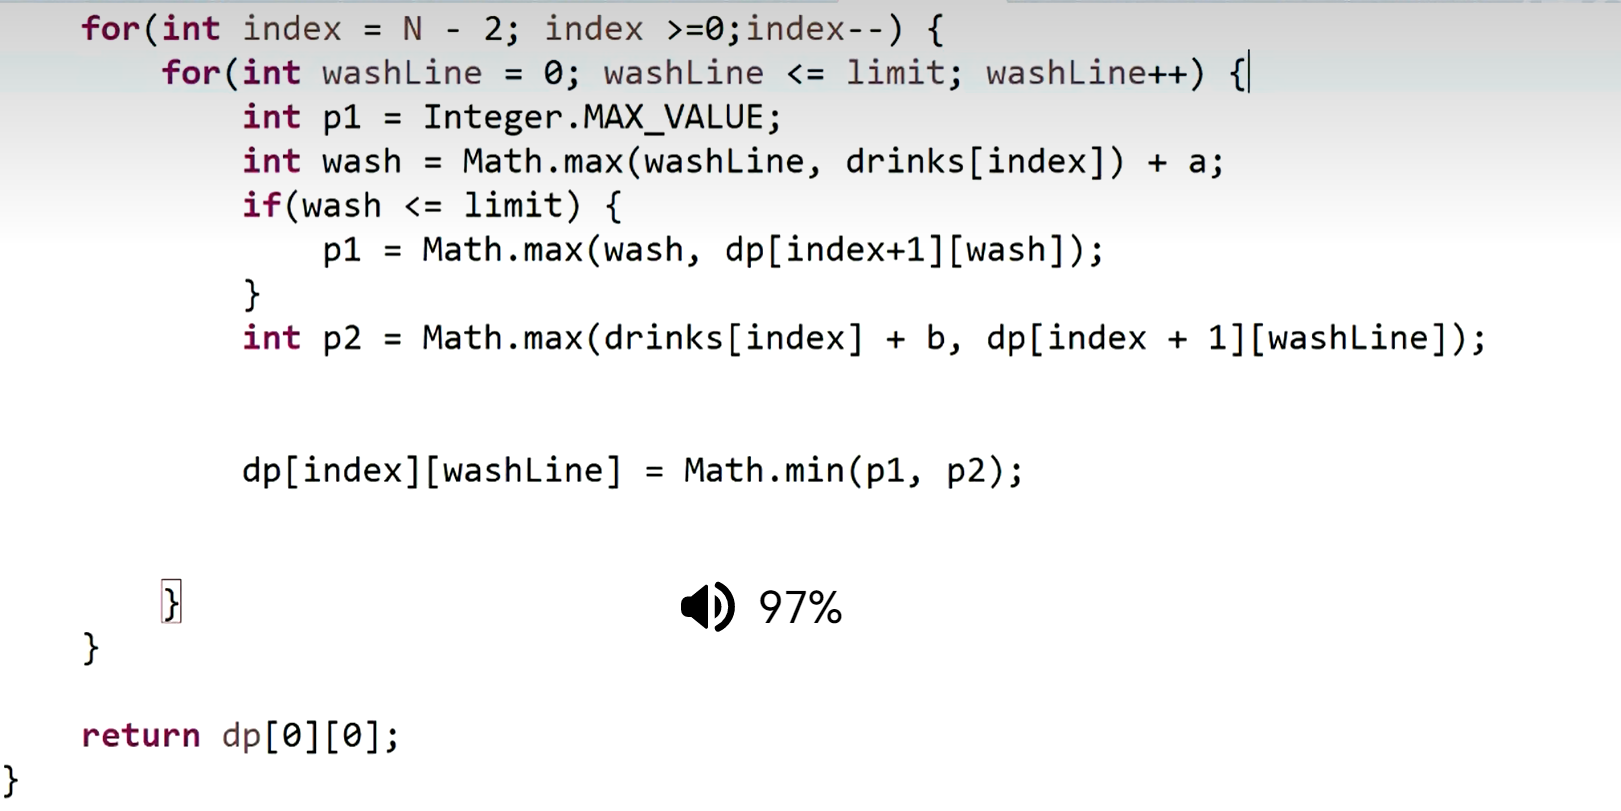 for(int index = N - 2; index >=0;index--) {
for(int washLine = 0; washLine <= limit; washLine++) {
int p1 = Integer.MAX_VALUE;
int wash = Math.max(washLine, drinks[index]) + a;
if(wash <= limit) {
p1 = Math.max(wash, dp[index+1][wash]);
}
int p2 = Math.max(drinks[index] + b, dp[index + 1][washLine]);
dp[index][washLine] = Math.min(p1, p2);
}
97%
}
return dp[0][0];
}